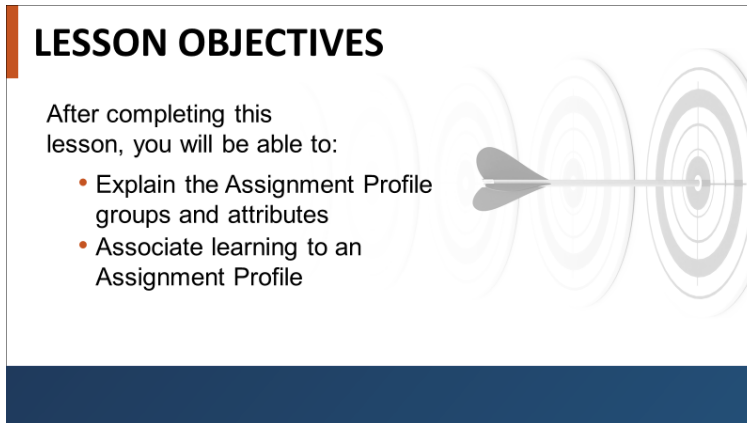 LESSON OBJECTIVES
After completing this
lesson, you will be able to:
• Explain the Assignment Profile
groups and attributes
• Associate learning to an
Assignment Profile